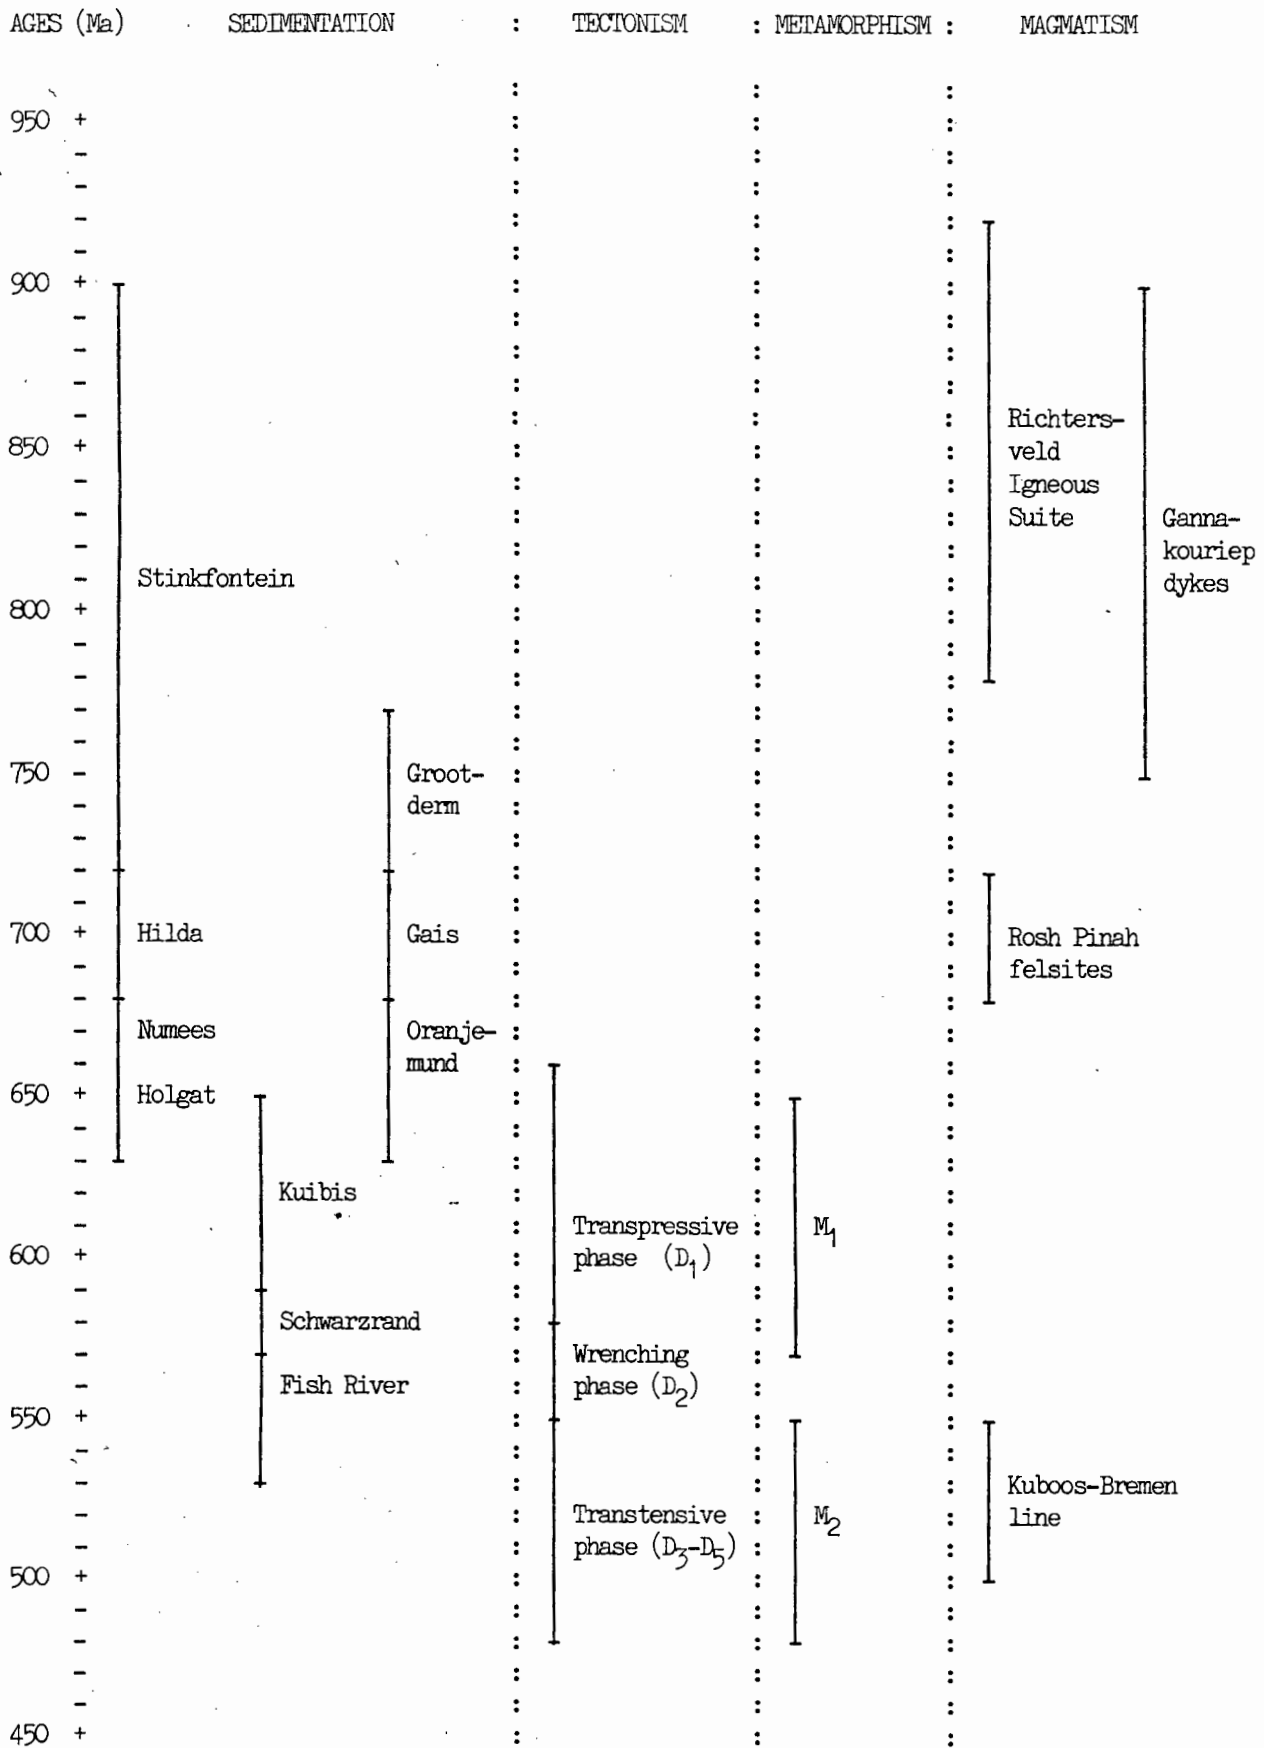 AGES (Ma) SEDIMENTATION : TECTONISM : METAMORPHISM : MAGMATISM
950 +
900 +
Richters-
850 + veld
Igneous
Suite Ganna-
kouriep
Stinkfontein dykes
800 +
750 - Groot-
derm
700 + Hilda Gais Rosh Pinah
felsites
Numees Oranje-
mund
650 + Holgat
Kuibis
Transpressive M₁
600 + phase (D₁)
Schwarzrand
Wrenching
Fish River phase (D₂)
550 +
Kuboos-Bremen
Transtensive M₂ line
phase (D₃-D₅)
500 +
450 +